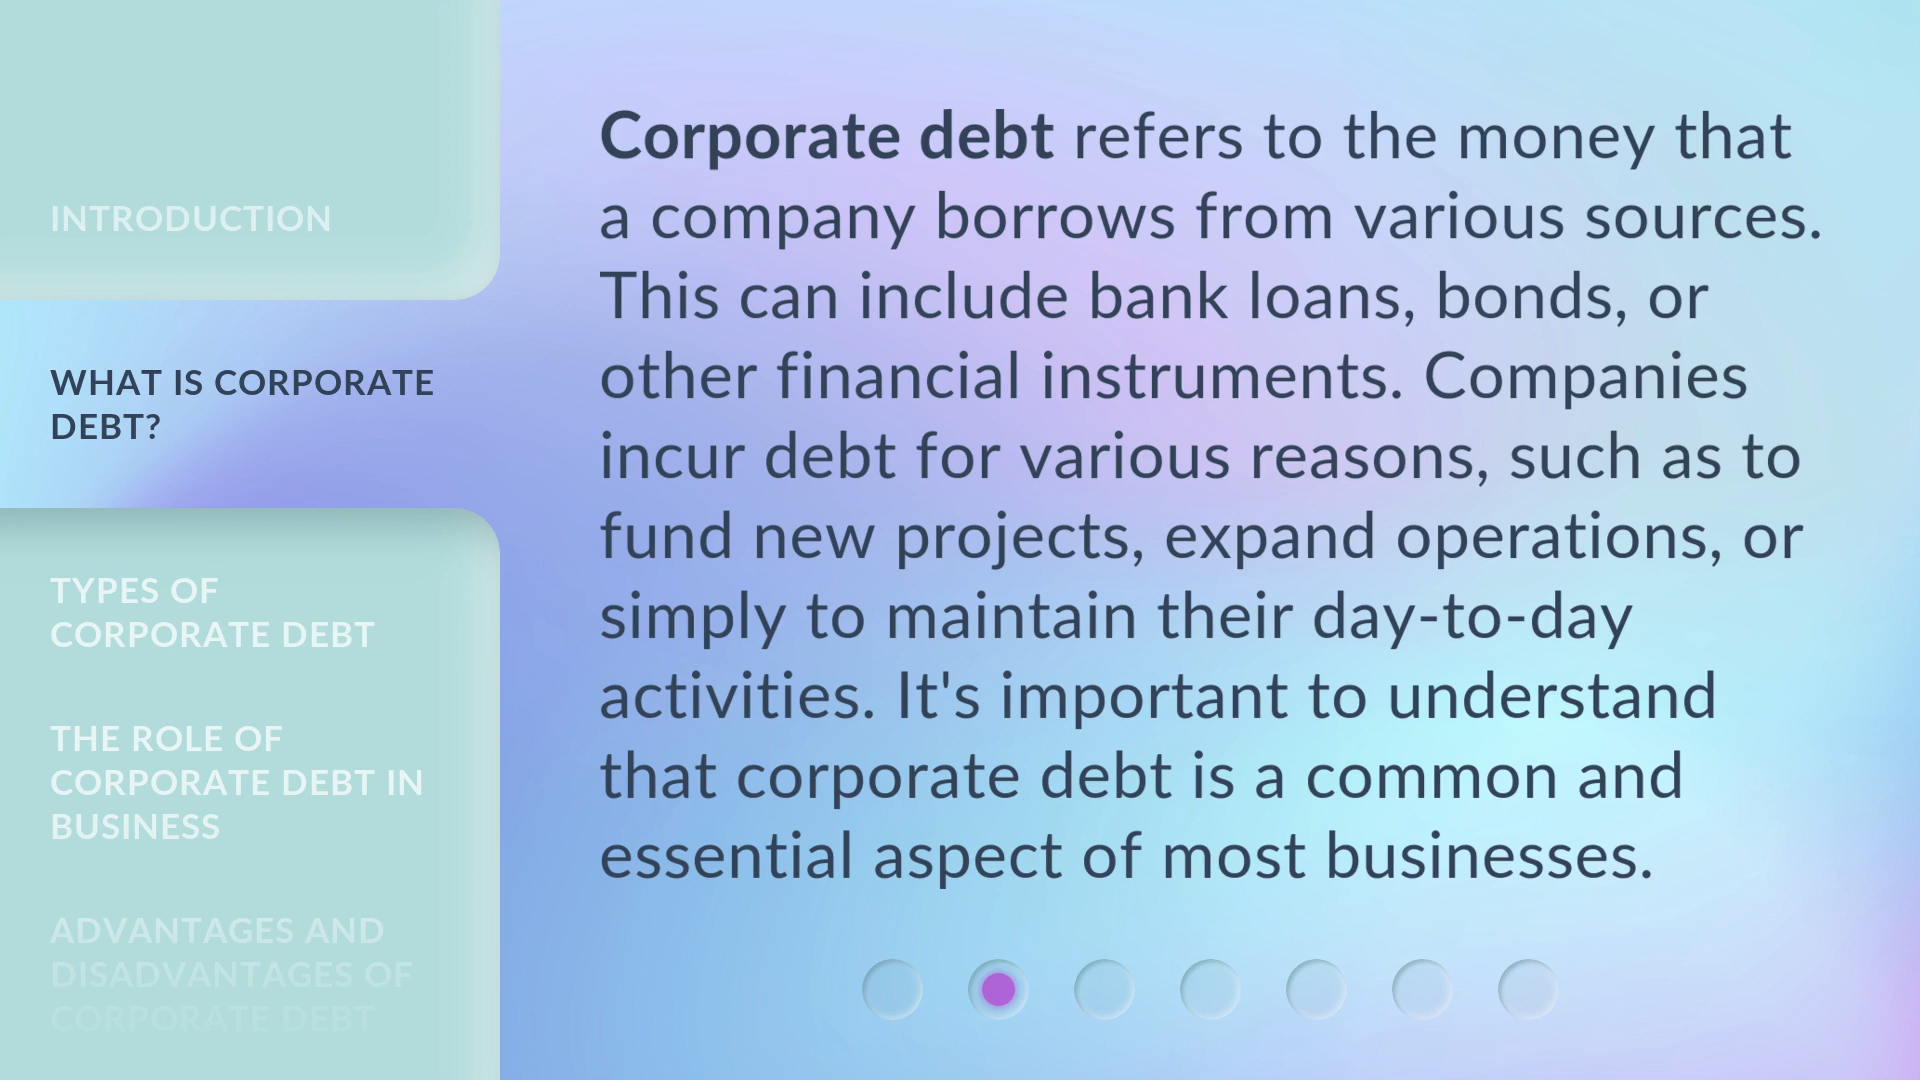 INTRODUCTION
WHAT IS CORPORATE
DEBT?
TYPES OF
CORPORATE DEBT
THE ROLE OF
CORPORATE DEBT IN
BUSINESS
ADVANTAGES AND
DISADVANTAGES OF
CORPORATE DEBT
Corporate debt refers to the money that
a company borrows from various sources.
This can include bank loans, bonds, or
other financial instruments. Companies
incur debt for various reasons, such as to
fund new projects, expand operations, or
simply to maintain their day-to-day
activities. It's important to understand
that corporate debt is a common and
essential aspect of most businesses.